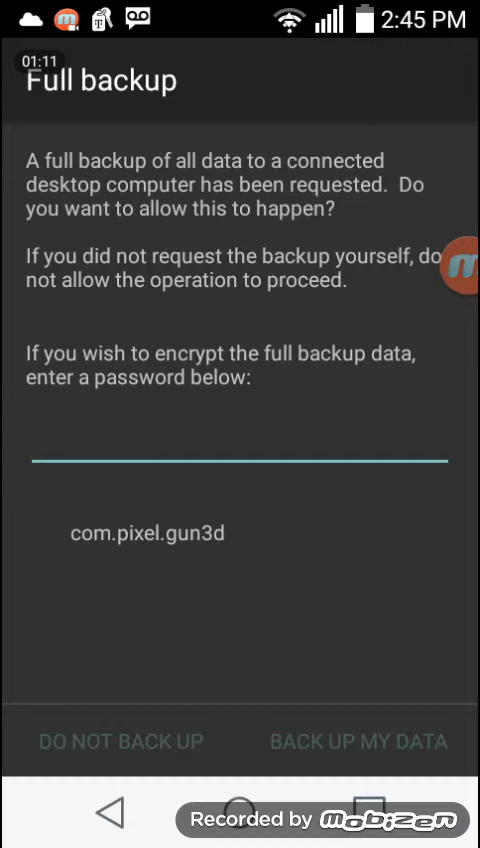 2:45 PM
01:11
Full backup
A full backup of all data to a connected
desktop computer has been requested.  Do
you want to allow this to happen?
If you did not request the backup yourself, do
not allow the operation to proceed.
If you wish to encrypt the full backup data,
enter a password below:
com.pixel.gun3d
DO NOT BACK UP
BACK UP MY DATA
Recorded by mobizen